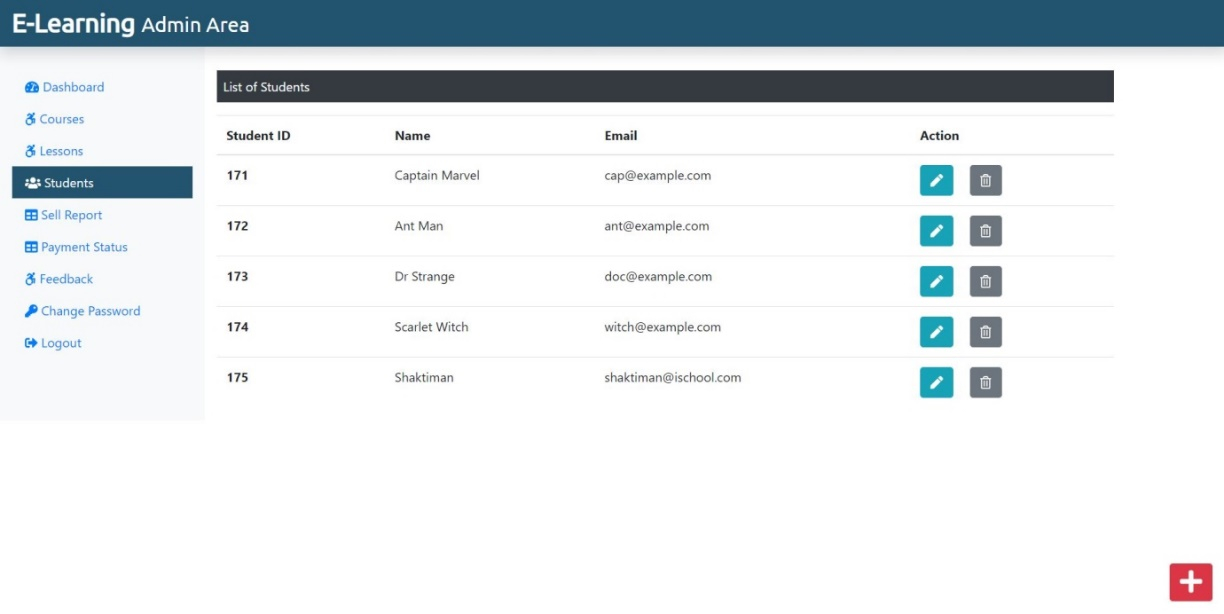 E-Learning Admin Area
Dashboard
Courses
Lessons
Students
Sell Report
Payment Status
Feedback
Change Password
Logout
List of Students
Student ID Name Email Action
171 Captain Marvel cap@example.com
172 Ant Man ant@example.com
173 Dr Strange doc@example.com
174 Scarlet Witch witch@example.com
175 Shaktiman shaktiman@ischool.com